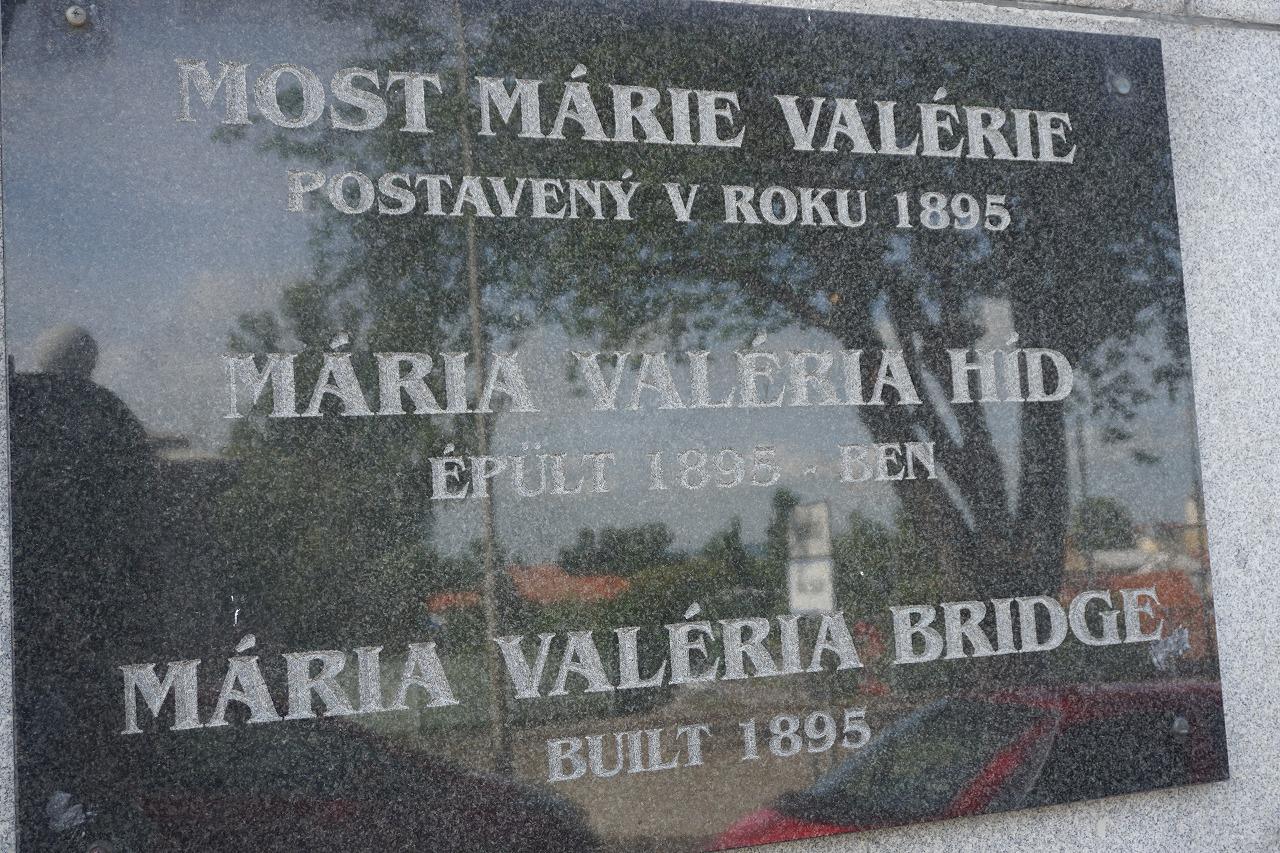 MOST MÁRIE VALÉRIE
POSTAVENÝ V ROKU 1895
MÁRIA VALÉRIA HÍD
ÉPÜLT 1895 - BEN
MÁRIA VALÉRIA BRIDGE
BUILT 1895